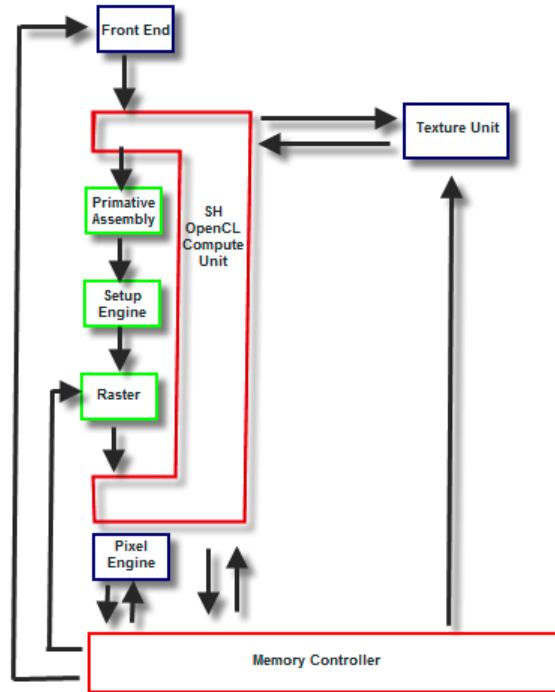 Front End
Texture Unit
Primative
Assembly
SH
OpenCL
Compute
Unit
Setup
Engine
Raster
Pixel
Engine
Memory Controller